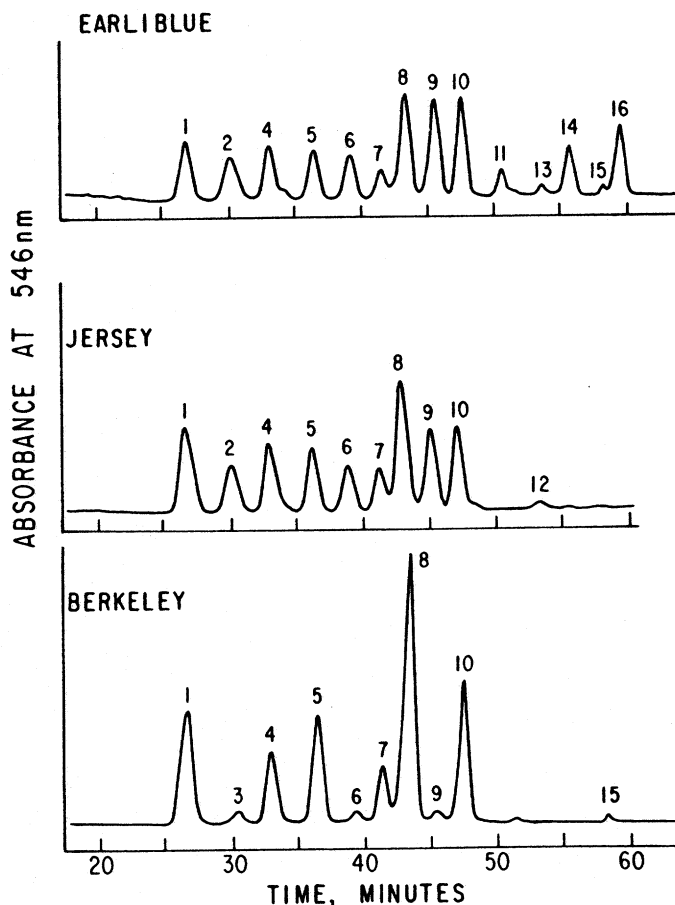 EARLIBLUE
1 2 4 5 6 7 8 9 10 11 13 14 15 16
JERSEY
1 2 4 5 6 7 8 9 10 12
BERKELEY
1 3 4 5 6 7 8 9 10 15
20 30 40 50 60
TIME, MINUTES
ABSORBANCE AT 546nm